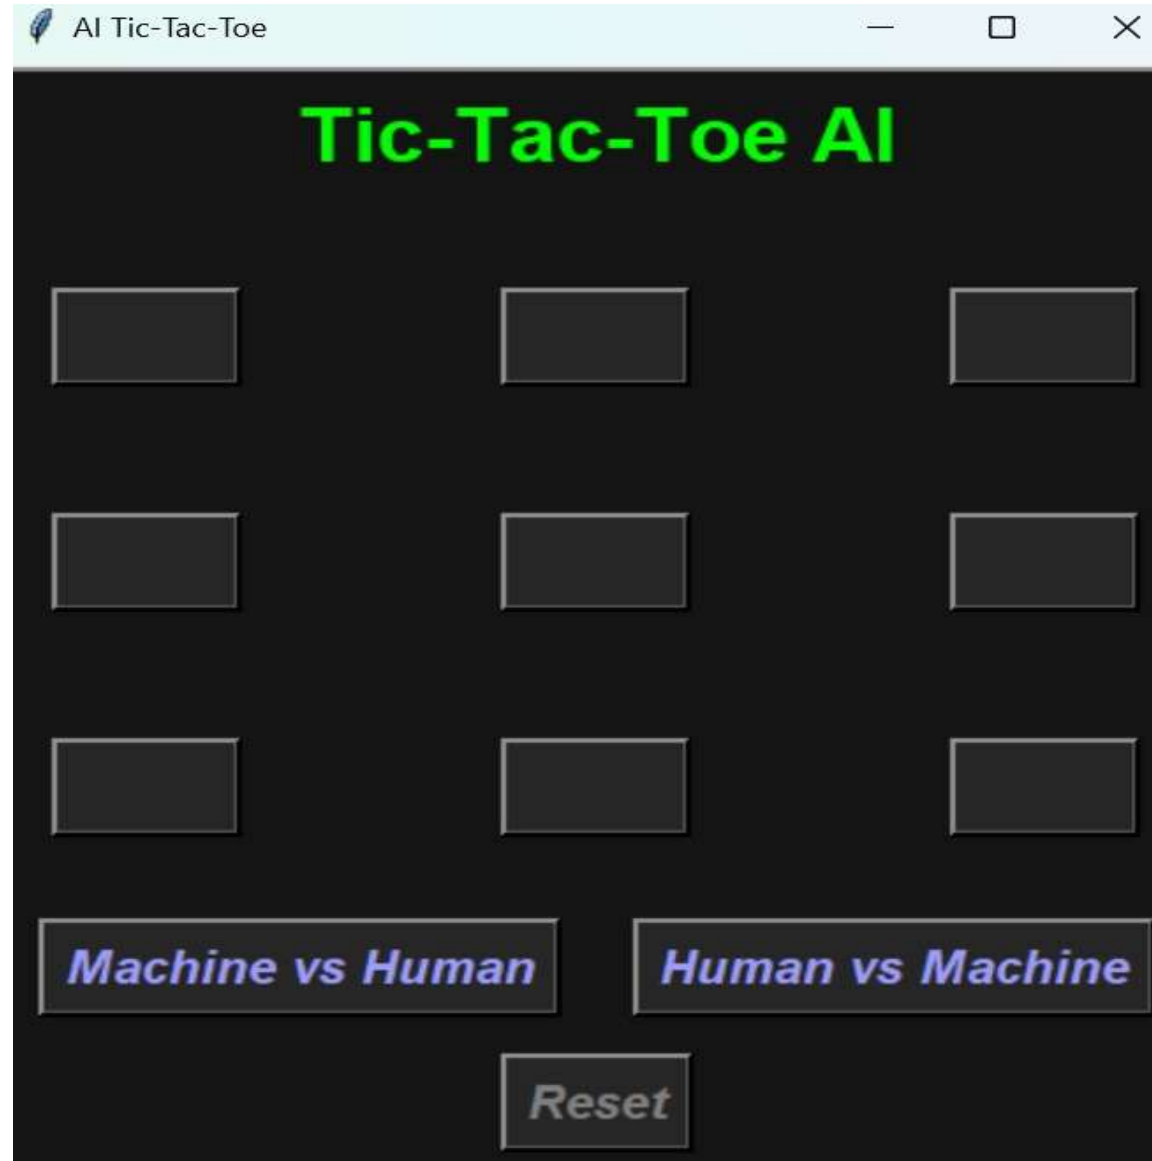 AI Tic-Tac-Toe
Tic-Tac-Toe AI
Machine vs Human
Human vs Machine
Reset